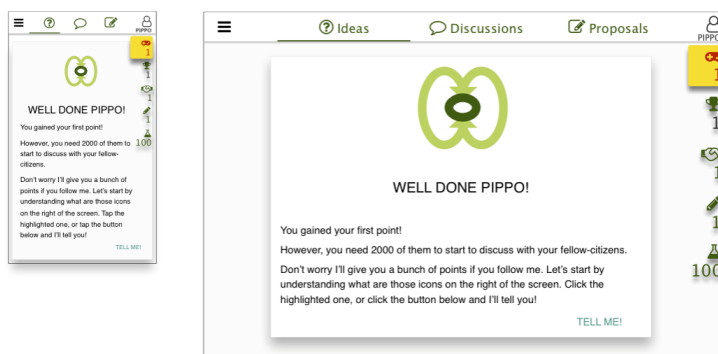 PIPPO
1
WELL DONE PIPPO!
You gained your first point!
However, you need 2000 of them to
start to discuss with your fellow-
citizens.
Don't worry I'll give you a bunch of
points if you follow me. Let's start by
understanding what are those icons
on the right of the screen. Tap the
highlighted one, or tap the button
below and I'll tell you!
TELL ME!
1
1
1
100
Ideas
Discussions
Proposals
PIPPO
1
WELL DONE PIPPO!
You gained your first point!
However, you need 2000 of them to start to discuss with your fellow-citizens.
Don't worry I'll give you a bunch of points if you follow me. Let's start by
understanding what are those icons on the right of the screen. Click the
highlighted one, or click the button below and I'll tell you!
TELL ME!
1
1
1
100